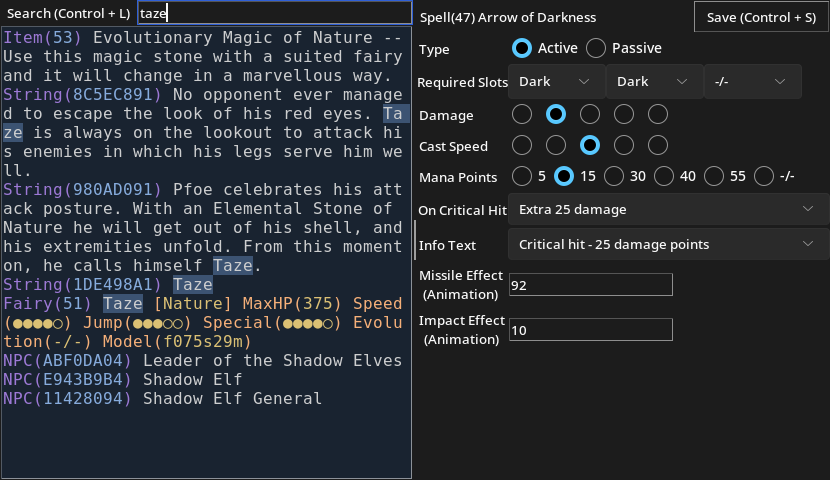 Search (Control + L) taze
Item(53) Evolutionary Magic of Nature --
Use this magic stone with a suited fairy
and it will change in a marvellous way.
String(8C5EC891) No opponent ever manage
d to escape the look of his red eyes. Ta
ze is always on the lookout to attack hi
s enemies in which his legs serve him we
ll.
String(980AD091) Pfoe celebrates his att
ack posture. With an Elemental Stone of
Nature he will get out of his shell, and
his extremities unfold. From this moment
on, he calls himself Taze.
String(1DE498A1) Taze
Fairy(51) Taze [Nature] MaxHP(375) Speed
(●●●●○) Jump(●●●○○) Special(●●●●○) Evolu
tion(-/-) Model(f075s29m)
NPC(ABF0DA04) Leader of the Shadow Elves
NPC(E943B9B4) Shadow Elf
NPC(11428094) Shadow Elf General
Spell(47) Arrow of Darkness
Save (Control + S)
Type Active Passive
Required Slots Dark Dark -/-
Damage
Cast Speed
Mana Points 5 15 30 40 55 -/-
On Critical Hit Extra 25 damage
Info Text Critical hit - 25 damage points
Missile Effect
(Animation) 92
Impact Effect
(Animation) 10